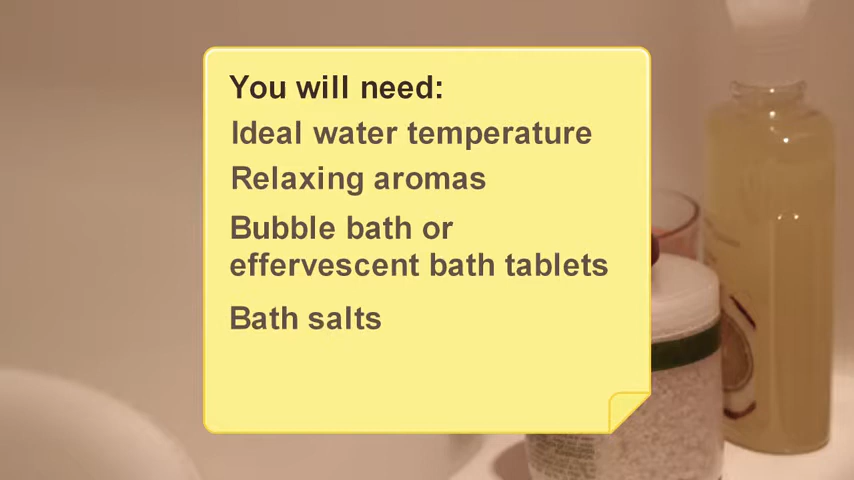 You will need:
Ideal water temperature
Relaxing aromas
Bubble bath or
effervescent bath tablets
Bath salts